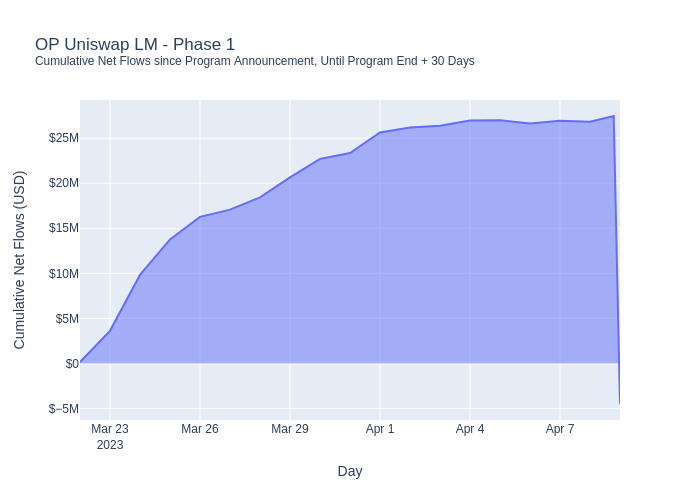 OP Uniswap LM - Phase 1
Cumulative Net Flows since Program Announcement, Until Program End + 30 Days
Cumulative Net Flows (USD)
$25M
$20M
$15M
$10M
$5M
$0
$−5M
Mar 23
2023
Mar 26
Mar 29
Apr 1
Apr 4
Apr 7
Day